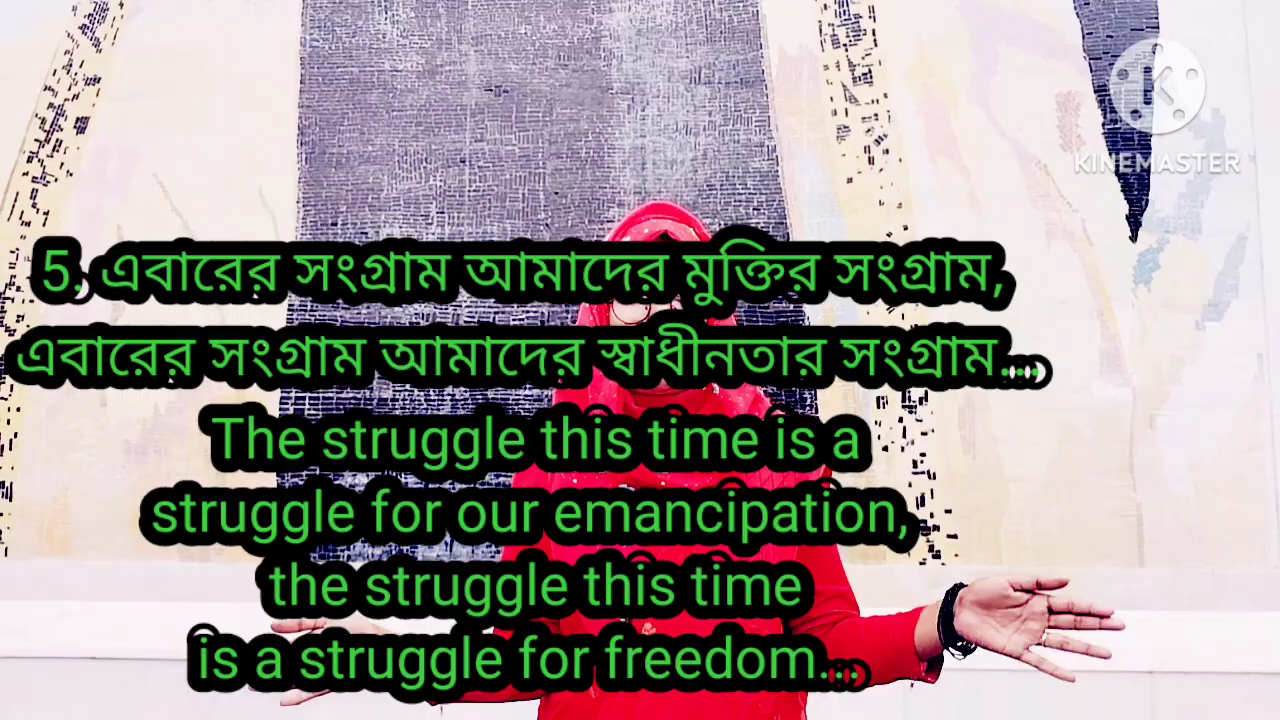 5. এবারের সংগ্রাম আমাদের মুক্তির সংগ্রাম,
এবারের সংগ্রাম আমাদের স্বাধীনতার সংগ্রাম....
The struggle this time is a
struggle for our emancipation,
the struggle this time
is a struggle for freedom....
K
KINEMASTER